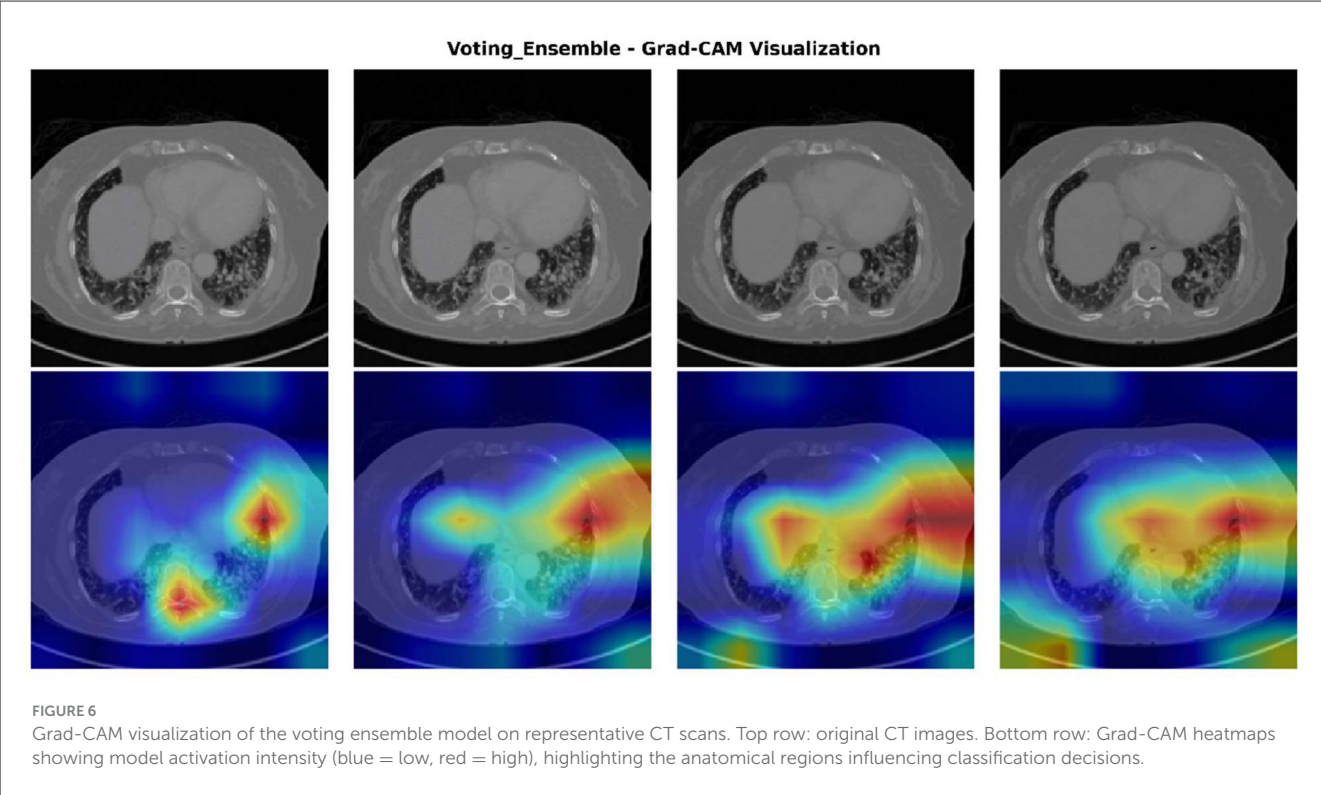 Voting_Ensemble - Grad-CAM Visualization
FIGURE 6
Grad-CAM visualization of the voting ensemble model on representative CT scans. Top row: original CT images. Bottom row: Grad-CAM heatmaps
showing model activation intensity (blue = low, red = high), highlighting the anatomical regions influencing classification decisions.